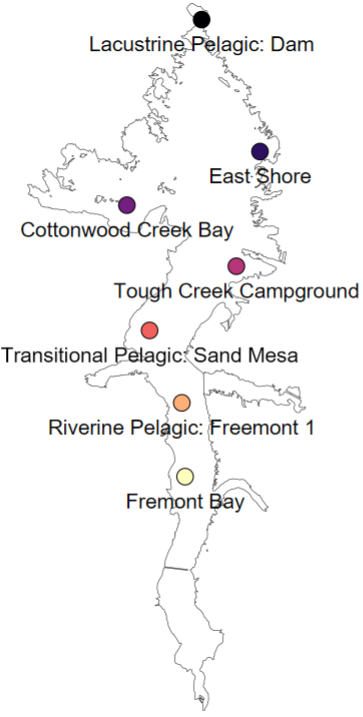 Lacustrine Pelagic: Dam
East Shore
Cottonwood Creek Bay
Tough Creek Campground
Transitional Pelagic: Sand Mesa
Riverine Pelagic: Freemont 1
Fremont Bay